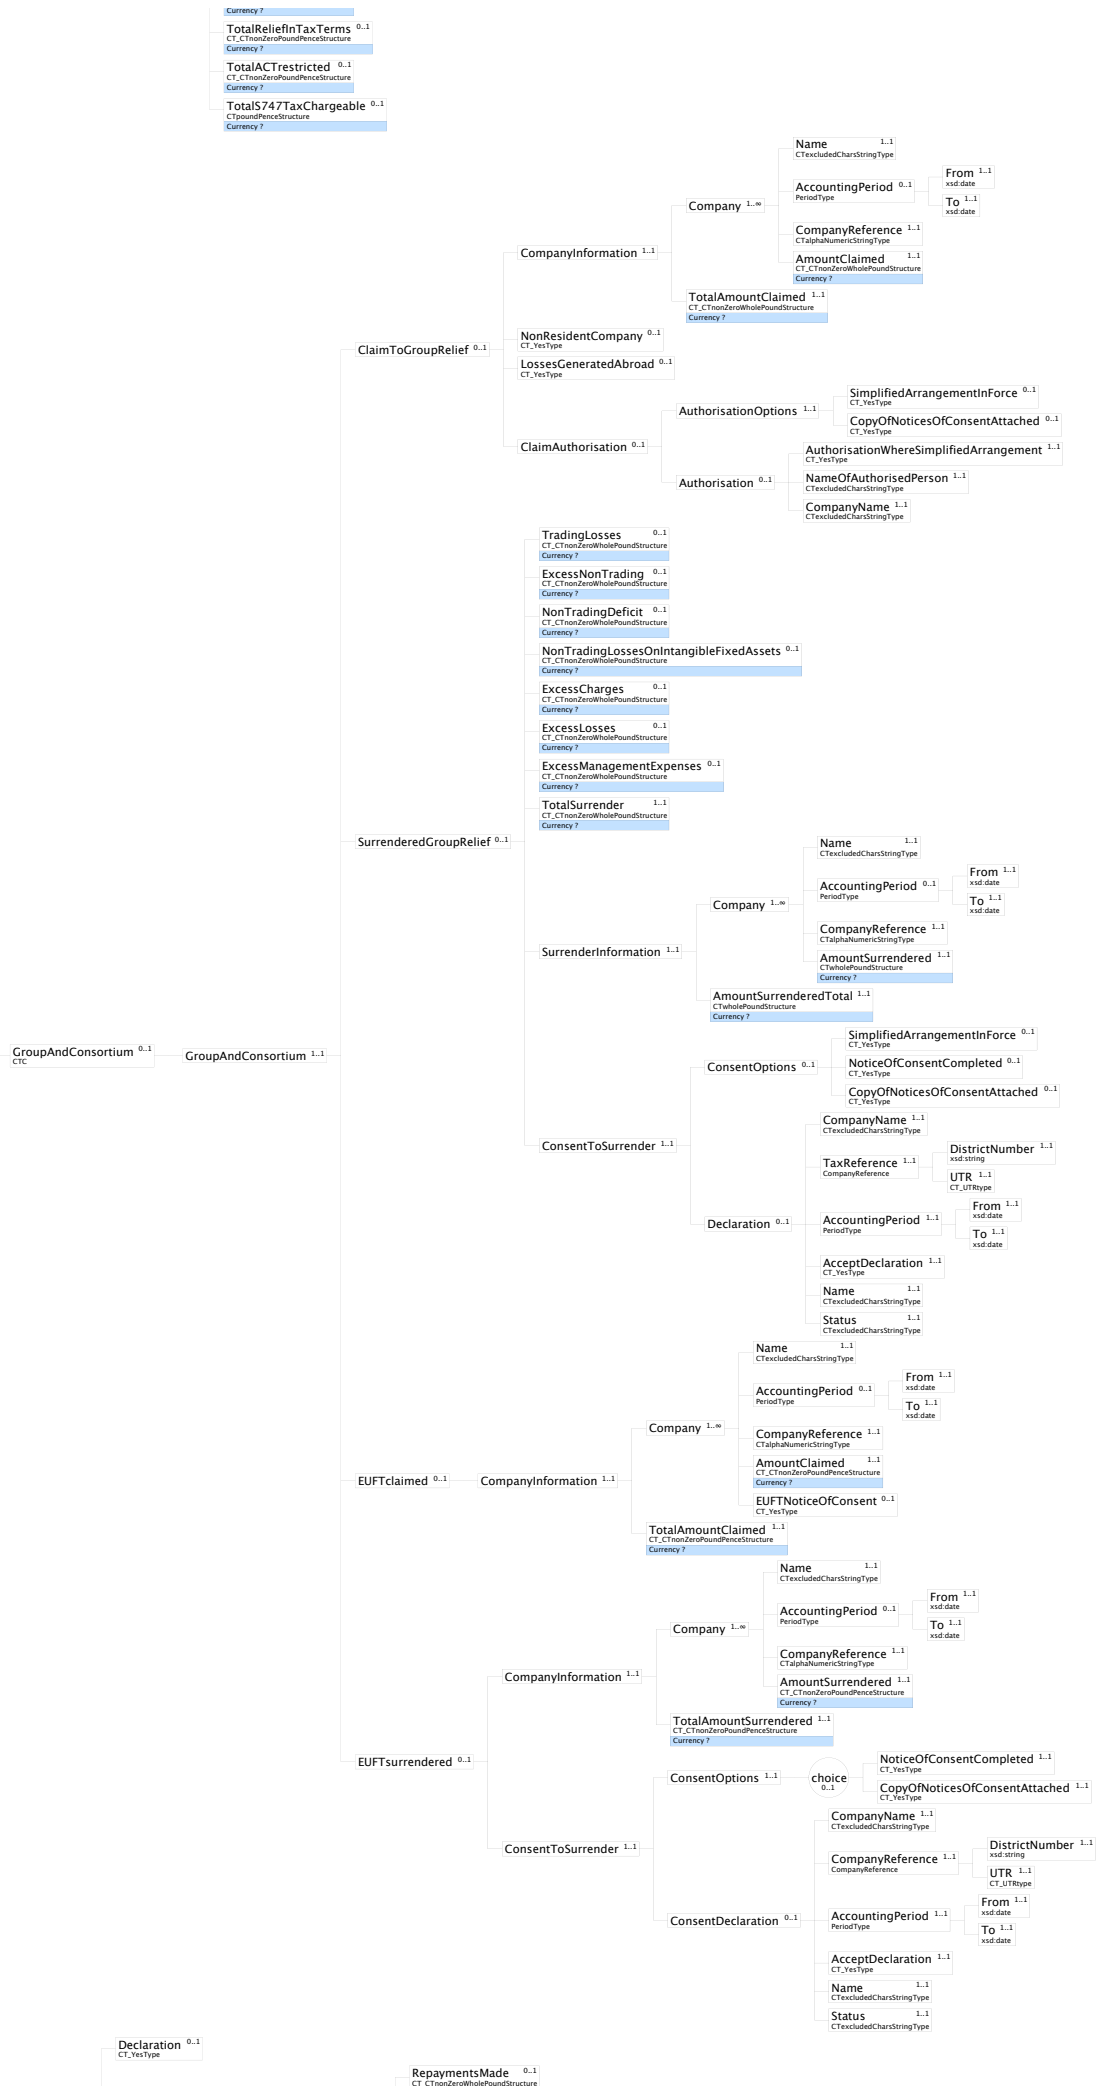 Currency ?
TotalReliefInTaxTerms 0..1
CT_CTnonZeroPoundPenceStructure
Currency ?
TotalACTrestricted 0..1
CT_CTnonZeroPoundPenceStructure
Currency ?
TotalS747TaxChargeable 0..1
CTpoundPenceStructure
Currency ?
Name 1..1
CTexcludedCharsStringType
AccountingPeriod 0..1
PeriodType
From 1..1
xsd:date
To 1..1
xsd:date
Company 1..∞
CompanyReference 1..1
CTalphaNumericStringType
CompanyInformation 1..1
AmountClaimed 1..1
CT_CTnonZeroWholePoundStructure
Currency ?
TotalAmountClaimed 1..1
CT_CTnonZeroWholePoundStructure
Currency ?
NonResidentCompany 0..1
CT_YesType
ClaimToGroupRelief 0..1
LossesGeneratedAbroad 0..1
CT_YesType
SimplifiedArrangementInForce 0..1
CT_YesType
AuthorisationOptions 1..1
CopyOfNoticesOfConsentAttached 0..1
CT_YesType
ClaimAuthorisation 0..1
AuthorisationWhereSimplifiedArrangement 1..1
CT_YesType
Authorisation 0..1
NameOfAuthorisedPerson 1..1
CTexcludedCharsStringType
CompanyName 1..1
CTexcludedCharsStringType
TradingLosses 0..1
CT_CTnonZeroWholePoundStructure
Currency ?
ExcessNonTrading 0..1
CT_CTnonZeroWholePoundStructure
Currency ?
NonTradingDeficit 0..1
CT_CTnonZeroWholePoundStructure
Currency ?
NonTradingLossesOnIntangibleFixedAssets 0..1
CT_CTnonZeroWholePoundStructure
Currency ?
ExcessCharges 0..1
CT_CTnonZeroWholePoundStructure
Currency ?
ExcessLosses 0..1
CT_CTnonZeroWholePoundStructure
Currency ?
ExcessManagementExpenses 0..1
CT_CTnonZeroWholePoundStructure
Currency ?
TotalSurrender 1..1
CT_CTnonZeroWholePoundStructure
Currency ?
SurrenderedGroupRelief 0..1
Name 1..1
CTexcludedCharsStringType
AccountingPeriod 0..1
PeriodType
From 1..1
xsd:date
To 1..1
xsd:date
Company 1..∞
CompanyReference 1..1
CTalphaNumericStringType
SurrenderInformation 1..1
AmountSurrendered 1..1
CTwholePoundStructure
Currency ?
AmountSurrenderedTotal 1..1
CTwholePoundStructure
Currency ?
GroupAndConsortium 0..1
CTC
GroupAndConsortium 1..1
SimplifiedArrangementInForce 0..1
CT_YesType
ConsentOptions 0..1
NoticeOfConsentCompleted 0..1
CT_YesType
CopyOfNoticesOfConsentAttached 0..1
CT_YesType
ConsentToSurrender 1..1
CompanyName 1..1
CTexcludedCharsStringType
TaxReference 1..1
CompanyReference
DistrictNumber 1..1
xsd:string
UTR 1..1
CT_UTRtype
Declaration 0..1
AccountingPeriod 1..1
PeriodType
From 1..1
xsd:date
To 1..1
xsd:date
AcceptDeclaration 1..1
CT_YesType
Name 1..1
CTexcludedCharsStringType
Status 1..1
CTexcludedCharsStringType
Name 1..1
CTexcludedCharsStringType
AccountingPeriod 0..1
PeriodType
From 1..1
xsd:date
To 1..1
xsd:date
Company 1..∞
CompanyReference 1..1
CTalphaNumericStringType
AmountClaimed 1..1
CT_CTnonZeroPoundPenceStructure
Currency ?
EUFTclaimed 0..1
CompanyInformation 1..1
EUFTNoticeOfConsent 0..1
CT_YesType
TotalAmountClaimed 1..1
CT_CTnonZeroPoundPenceStructure
Currency ?
Name 1..1
CTexcludedCharsStringType
AccountingPeriod 0..1
PeriodType
From 1..1
xsd:date
To 1..1
xsd:date
Company 1..∞
CompanyReference 1..1
CTalphaNumericStringType
CompanyInformation 1..1
AmountSurrendered 1..1
CT_CTnonZeroPoundPenceStructure
Currency ?
TotalAmountSurrendered 1..1
CT_CTnonZeroPoundPenceStructure
Currency ?
EUFTsurrendered 0..1
ConsentOptions 1..1
choice
0..1
NoticeOfConsentCompleted 1..1
CT_YesType
CopyOfNoticesOfConsentAttached 1..1
CT_YesType
ConsentToSurrender 1..1
CompanyName 1..1
CTexcludedCharsStringType
CompanyReference 1..1
CompanyReference
DistrictNumber 1..1
xsd:string
UTR 1..1
CT_UTRtype
ConsentDeclaration 0..1
AccountingPeriod 1..1
PeriodType
From 1..1
xsd:date
To 1..1
xsd:date
AcceptDeclaration 1..1
CT_YesType
Name 1..1
CTexcludedCharsStringType
Status 1..1
CTexcludedCharsStringType
Declaration 0..1
CT_YesType
RepaymentsMade 0..1
CT_CTnonZeroWholePoundStructure